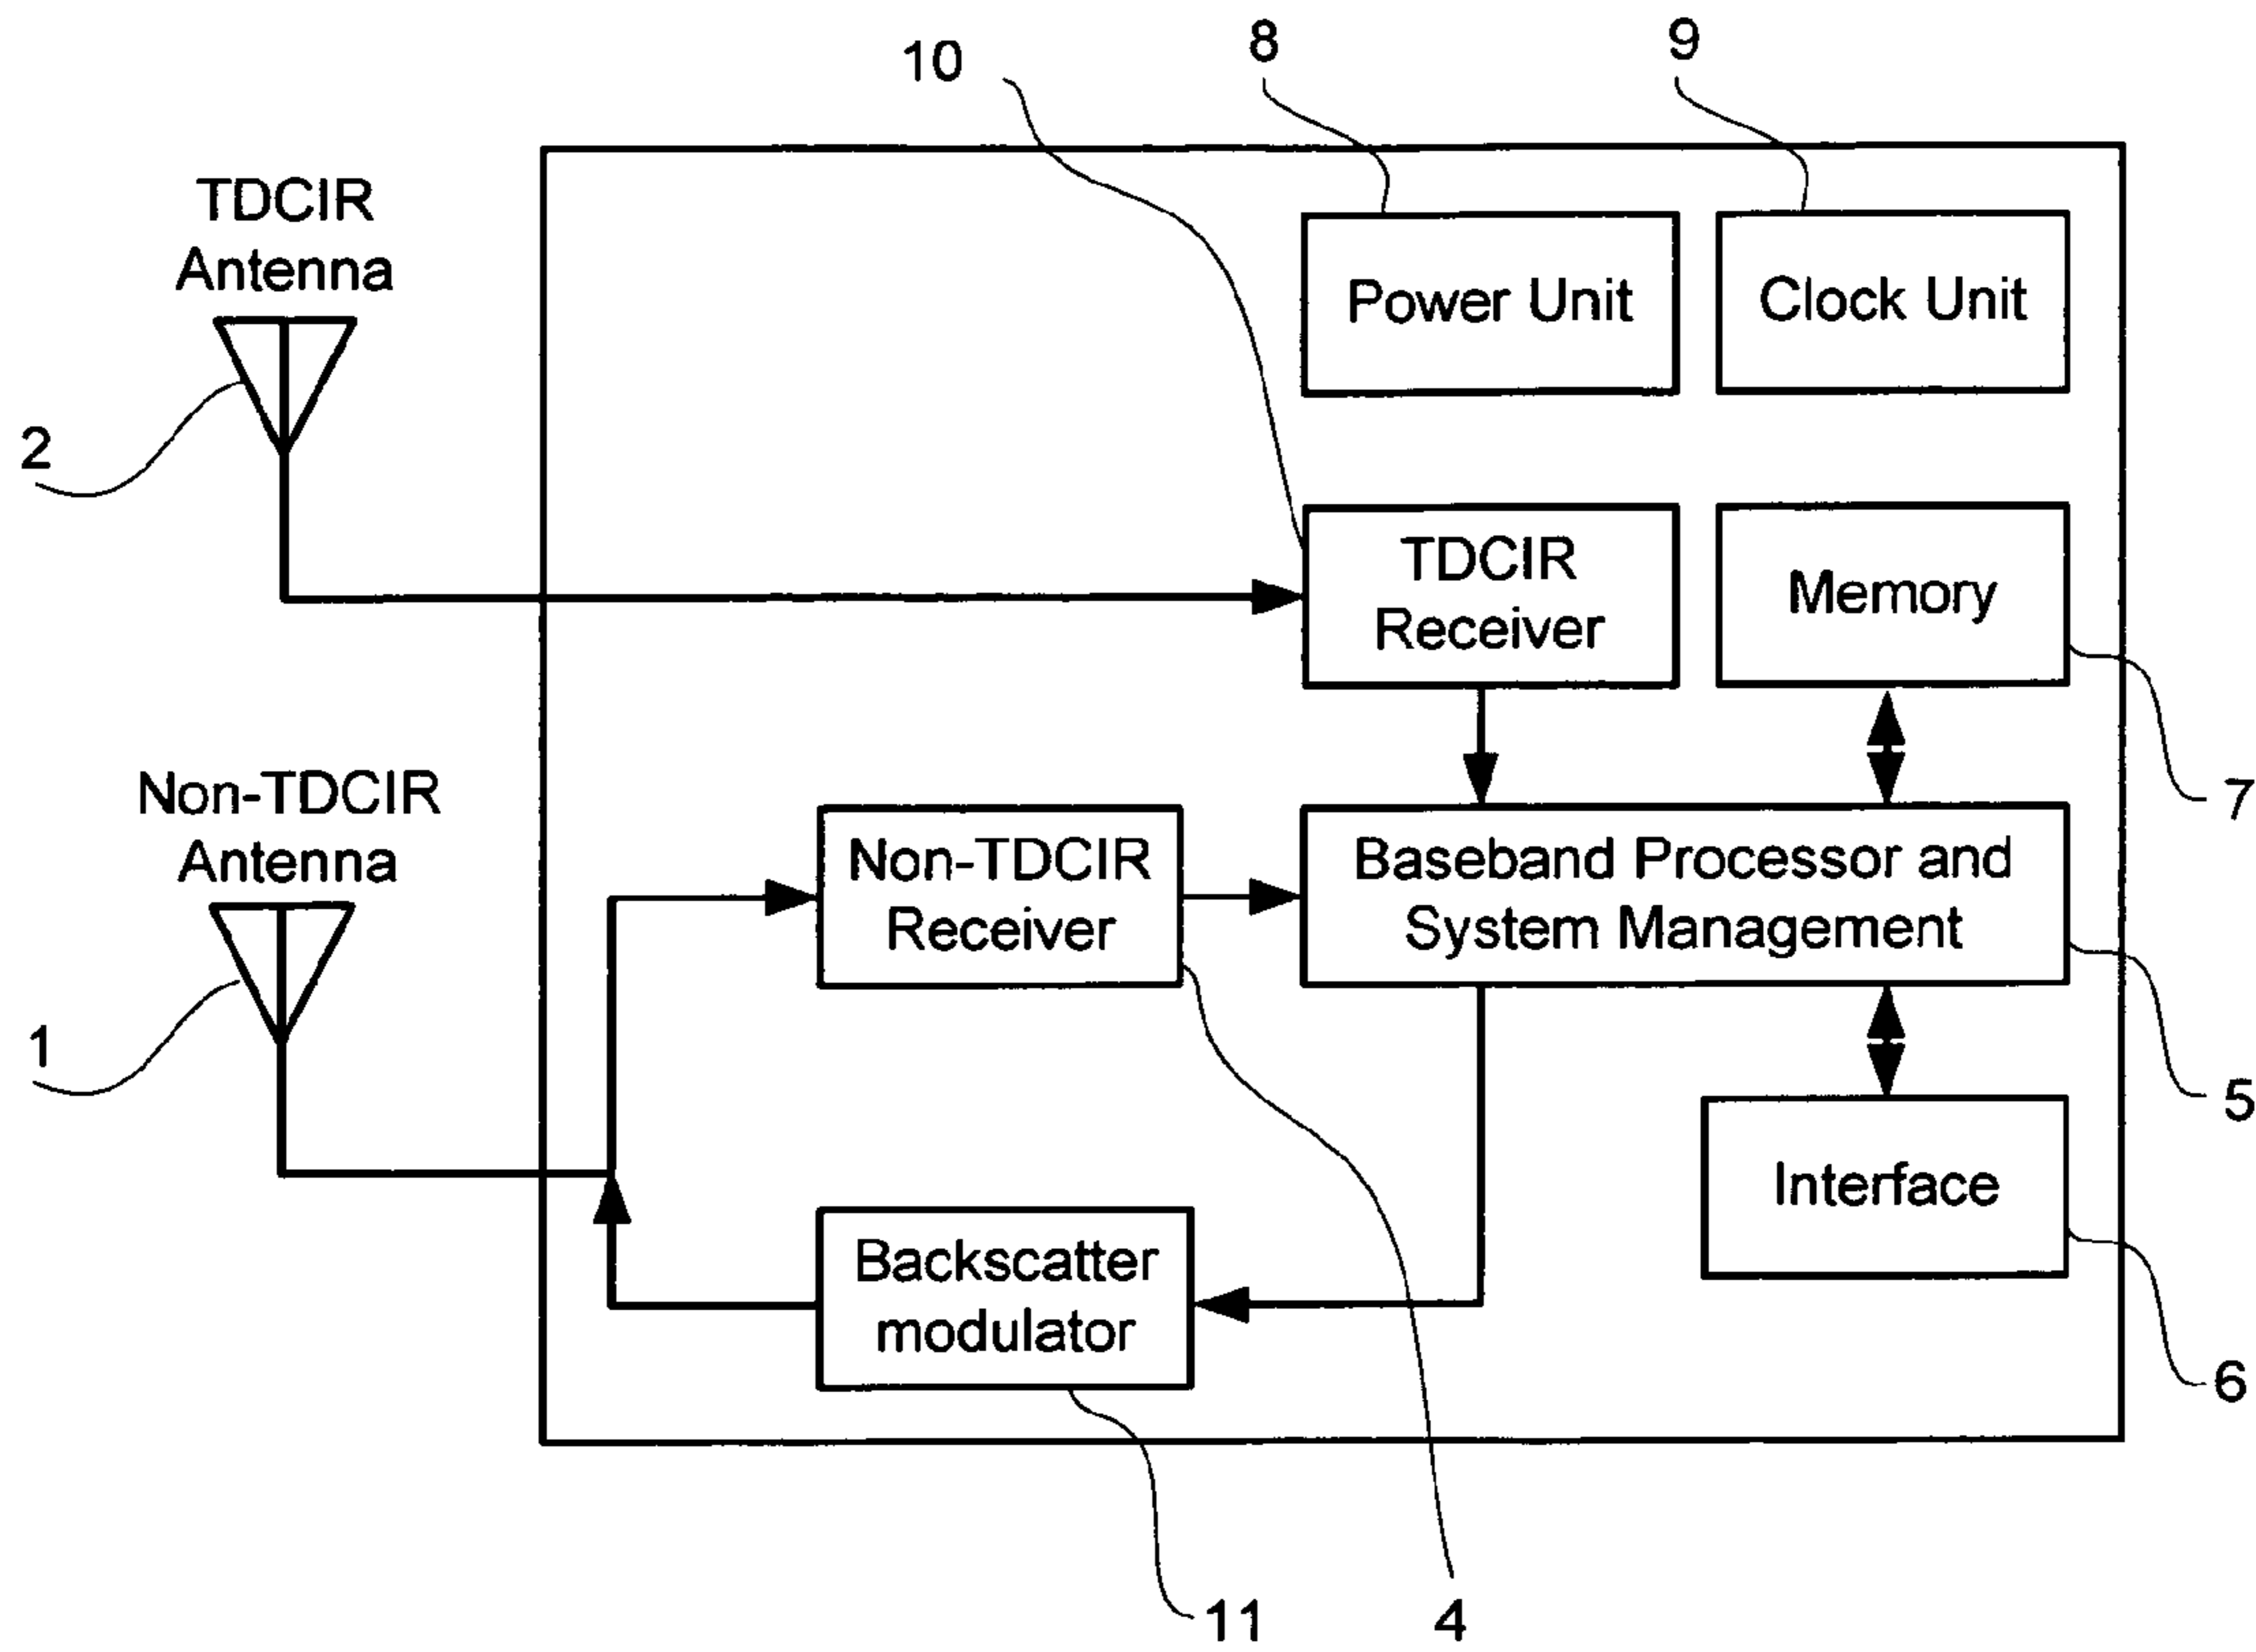 10
8
9
TDCIR
Antenna
Power Unit
Clock Unit
2
TDCIR
Receiver
Memory
Non-TDCIR
Antenna
7
Non-TDCIR
Receiver
Baseband Processor and
System Management
1
5
Interface
Backscatter
modulator
6
11
4